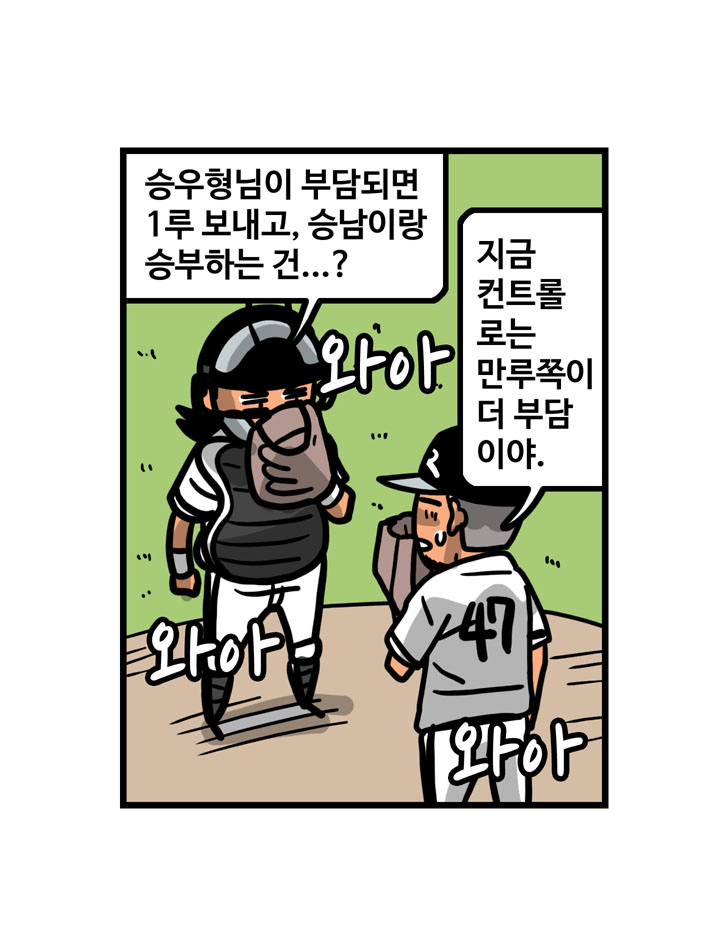 승우형님이 부담되면
1루 보내고, 승남이랑
승부하는 건...?
지금
컨트롤
로는
만루쪽이
더 부담
이야.
와아
47
와아
와아